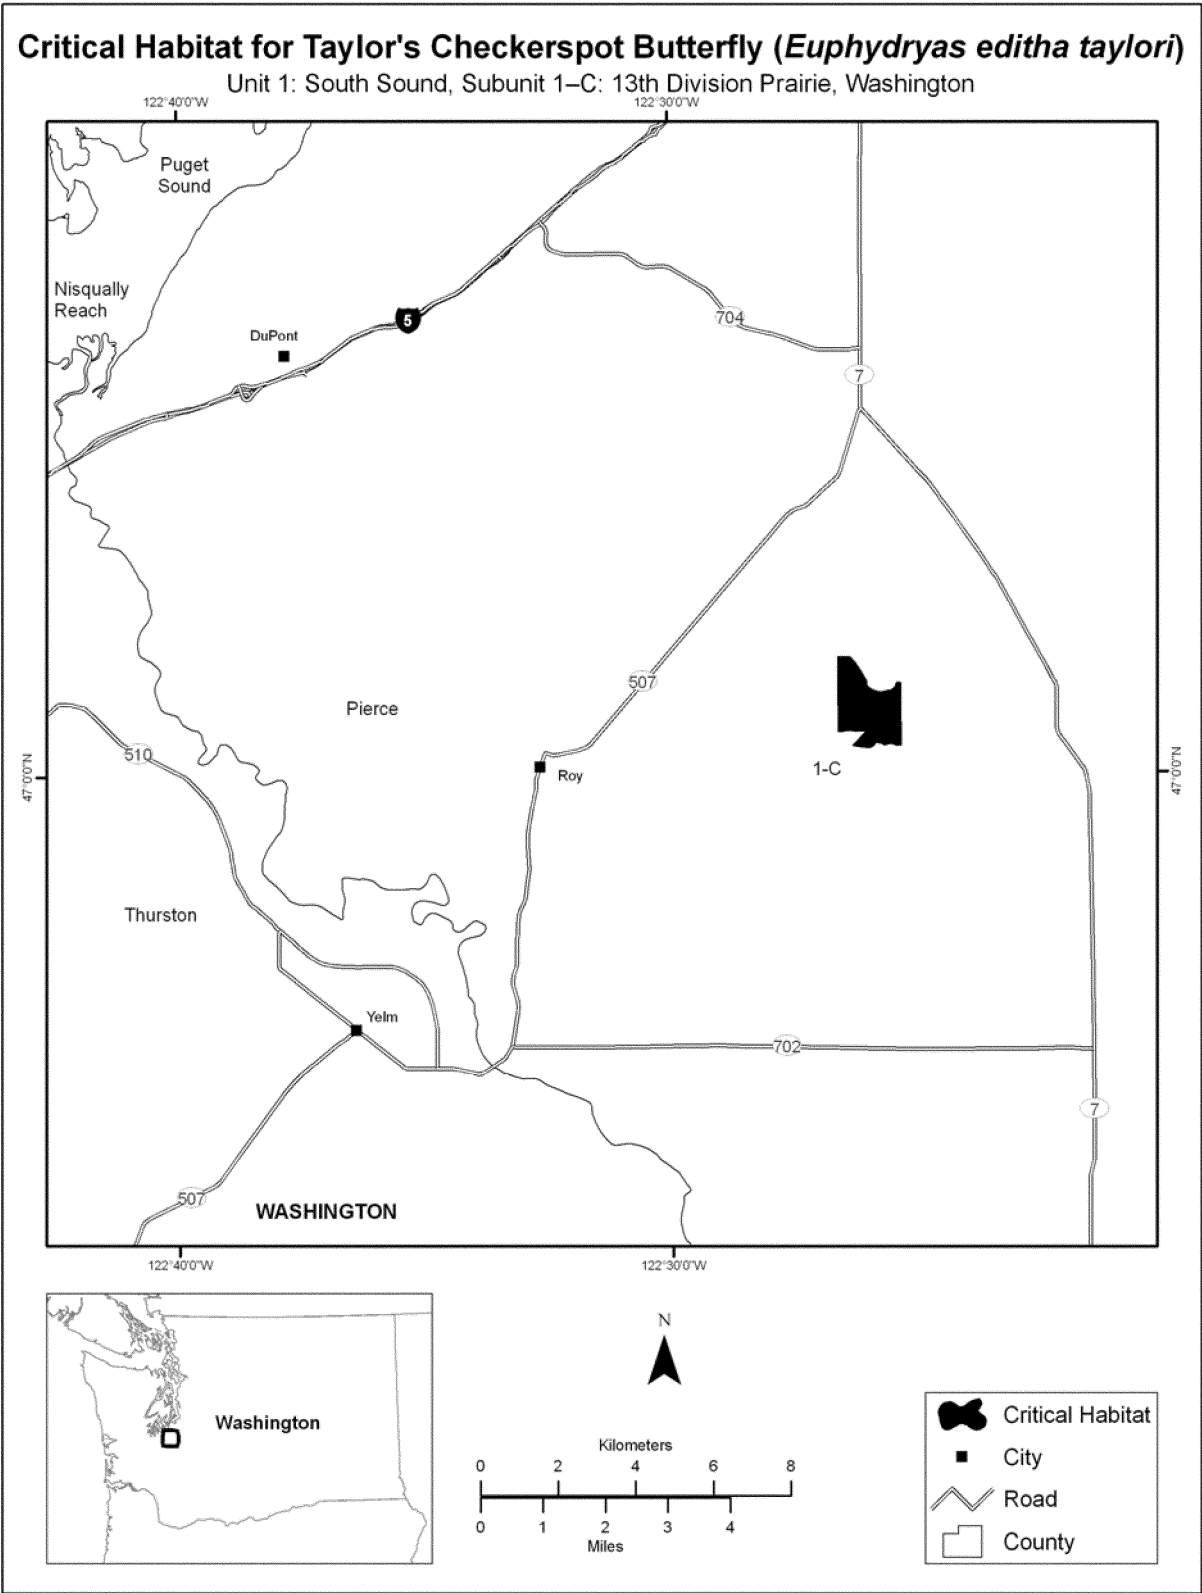 Critical Habitat for Taylor's Checkerspot Butterfly (Euphydryas editha taylori)
Unit 1: South Sound, Subunit 1–C: 13th Division Prairie, Washington
122°40'0"W
122°30'0"W
Puget
Sound
Nisqually
Reach
DuPont
5
704
7
507
Pierce
510
1-C
47°0'0"N
47°0'0"N
Roy
Thurston
Yelm
702
7
507
WASHINGTON
122°40'0"W
122°30'0"W
Washington
N
Kilometers
0 2 4 6 8
0 1 2 3 4
Miles
Critical Habitat
City
Road
County